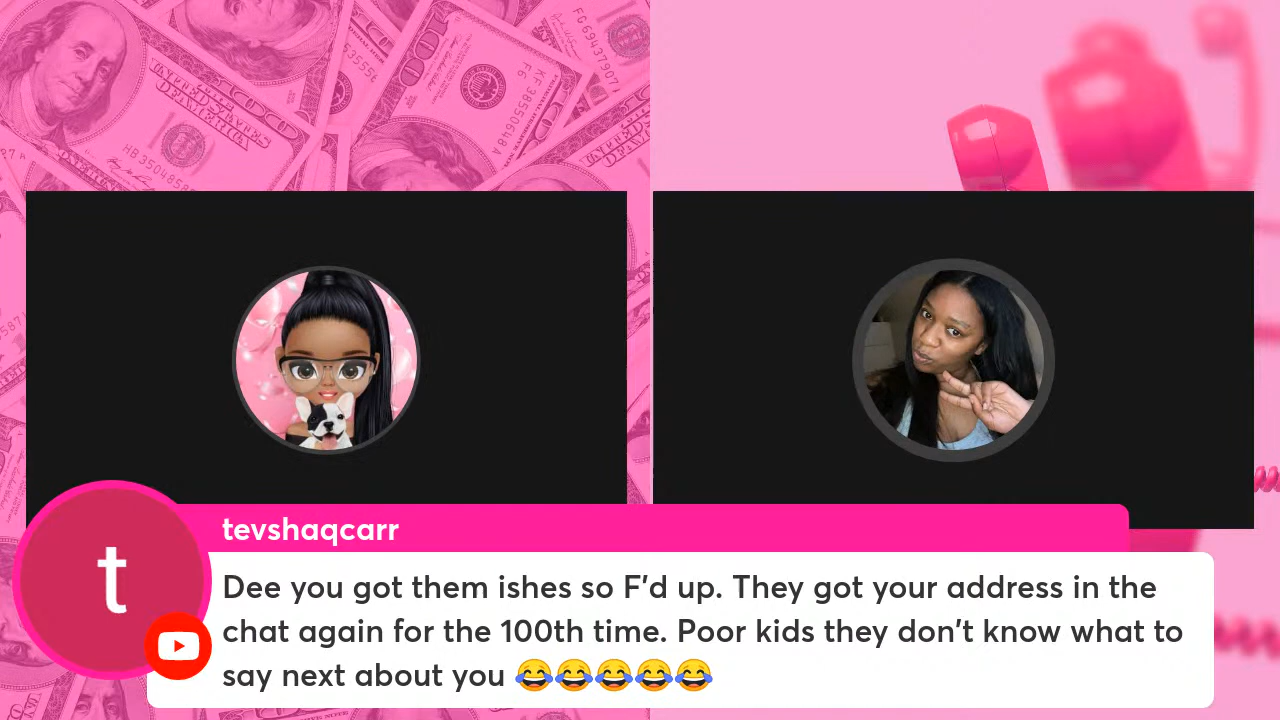 tevshaqcarr
t
Dee you got them ishes so F'd up. They got your address in the
chat again for the 100th time. Poor kids they don't know what to
say next about you 😂😂😂😂😂